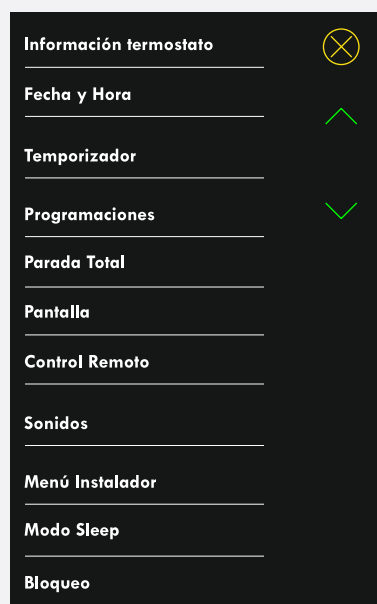 Información termostato
Fecha y Hora
Temporizador
Programaciones
Parada Total
Pantalla
Control Remoto
Sonidos
Menú Instalador
Modo Sleep
Bloqueo